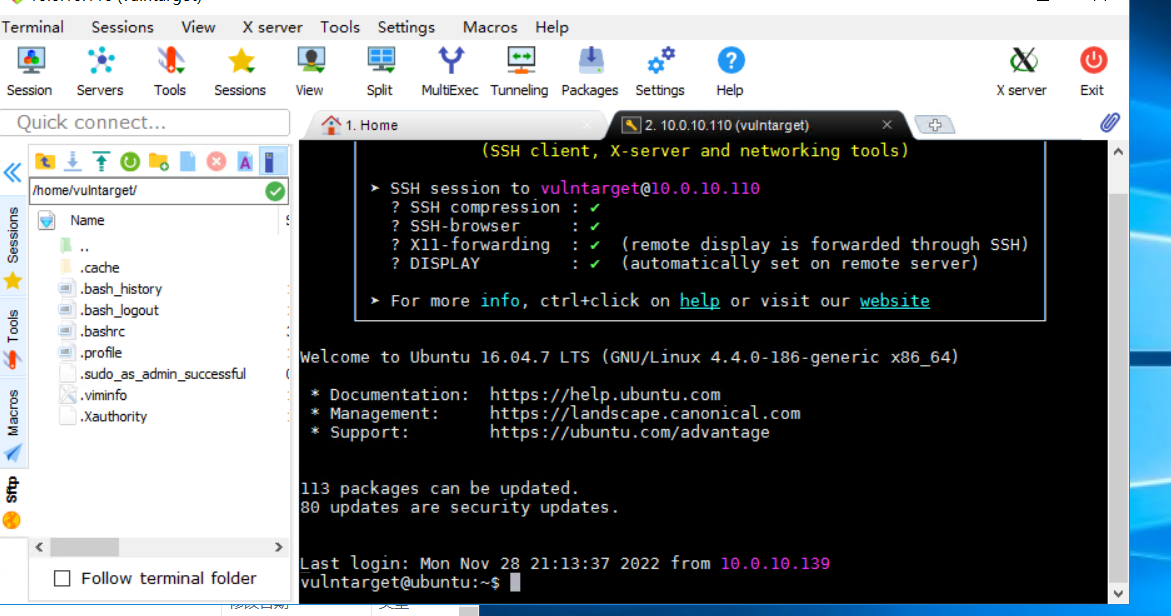 Terminal Sessions View X server Tools Settings Macros Help
Session Servers Tools Sessions View Split MultiExec Tunneling Packages Settings Help X server Exit
Quick connect...
1. Home
2. 10.0.10.110 (vulntarget)
/home/vulntarget/
Name
..
.cache
.bash_history
.bash_logout
.bashrc
.profile
.sudo_as_admin_successful
.viminfo
.Xauthority
Sessions
Tools
Macros
Sftp
Follow terminal folder
(SSH client, X-server and networking tools)
➤ SSH session to vulntarget@10.0.10.110
? SSH compression : ✔
? SSH-browser : ✔
? X11-forwarding : ✔ (remote display is forwarded through SSH)
? DISPLAY : ✔ (automatically set on remote server)
➤ For more info, ctrl+click on help or visit our website
Welcome to Ubuntu 16.04.7 LTS (GNU/Linux 4.4.0-186-generic x86_64)
* Documentation: https://help.ubuntu.com
* Management: https://landscape.canonical.com
* Support: https://ubuntu.com/advantage
113 packages can be updated.
80 updates are security updates.
Last login: Mon Nov 28 21:13:37 2022 from 10.0.10.139
vulntarget@ubuntu:~$